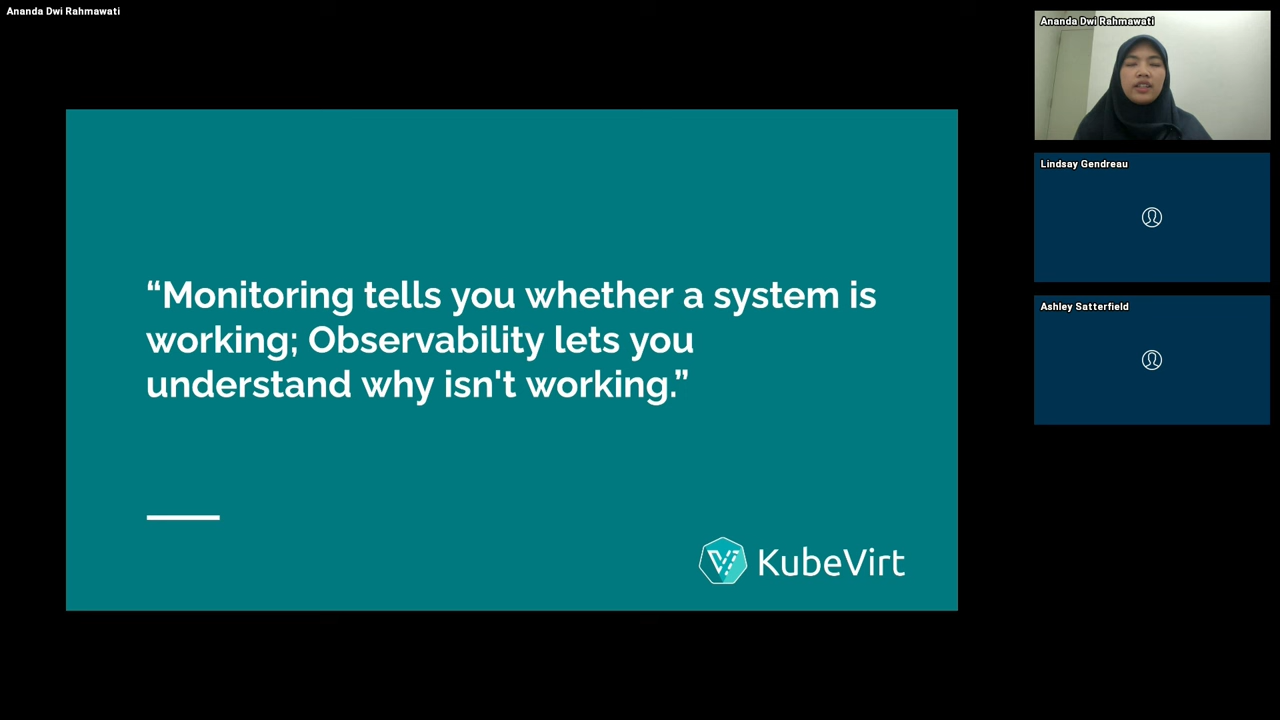 Ananda Dwi Rahmawati
Ananda Dwi Rahmawati
Lindsay Gendreau
Ashley Satterfield
“Monitoring tells you whether a system is
working; Observability lets you
understand why isn't working.”
KubeVirt